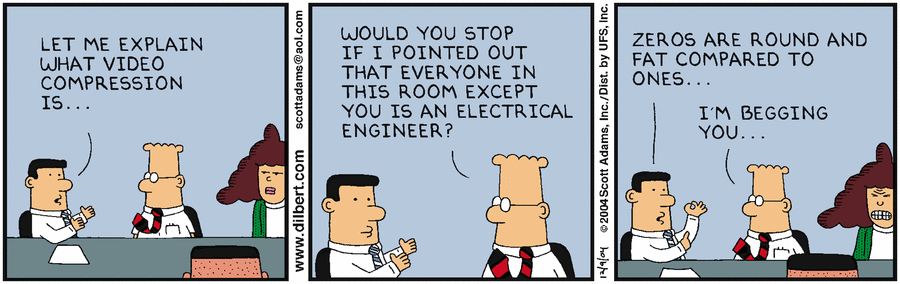 LET ME EXPLAIN
WHAT VIDEO
COMPRESSION
IS...
www.dilbert.com scottadams@aol.com
WOULD YOU STOP
IF I POINTED OUT
THAT EVERYONE IN
THIS ROOM EXCEPT
YOU IS AN ELECTRICAL
ENGINEER?
12/9/04 © 2004 Scott Adams, Inc./Dist. by UFS, Inc.
ZEROS ARE ROUND AND
FAT COMPARED TO
ONES...
I'M BEGGING
YOU...